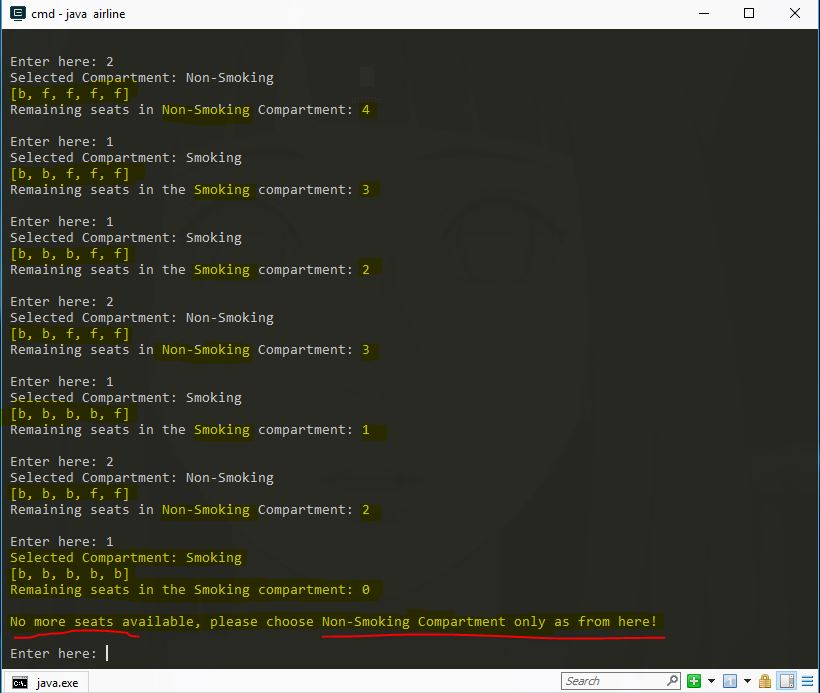 cmd - java airline
Enter here: 2
Selected Compartment: Non-Smoking
[b, f, f, f, f]
Remaining seats in Non-Smoking Compartment: 4
Enter here: 1
Selected Compartment: Smoking
[b, b, f, f, f]
Remaining seats in the Smoking compartment: 3
Enter here: 1
Selected Compartment: Smoking
[b, b, b, f, f]
Remaining seats in the Smoking compartment: 2
Enter here: 2
Selected Compartment: Non-Smoking
[b, b, f, f, f]
Remaining seats in Non-Smoking Compartment: 3
Enter here: 1
Selected Compartment: Smoking
[b, b, b, b, f]
Remaining seats in the Smoking compartment: 1
Enter here: 2
Selected Compartment: Non-Smoking
[b, b, b, f, f]
Remaining seats in Non-Smoking Compartment: 2
Enter here: 1
Selected Compartment: Smoking
[b, b, b, b, b]
Remaining seats in the Smoking compartment: 0
No more seats available, please choose Non-Smoking Compartment only as from here!
Enter here:
java.exe
Search